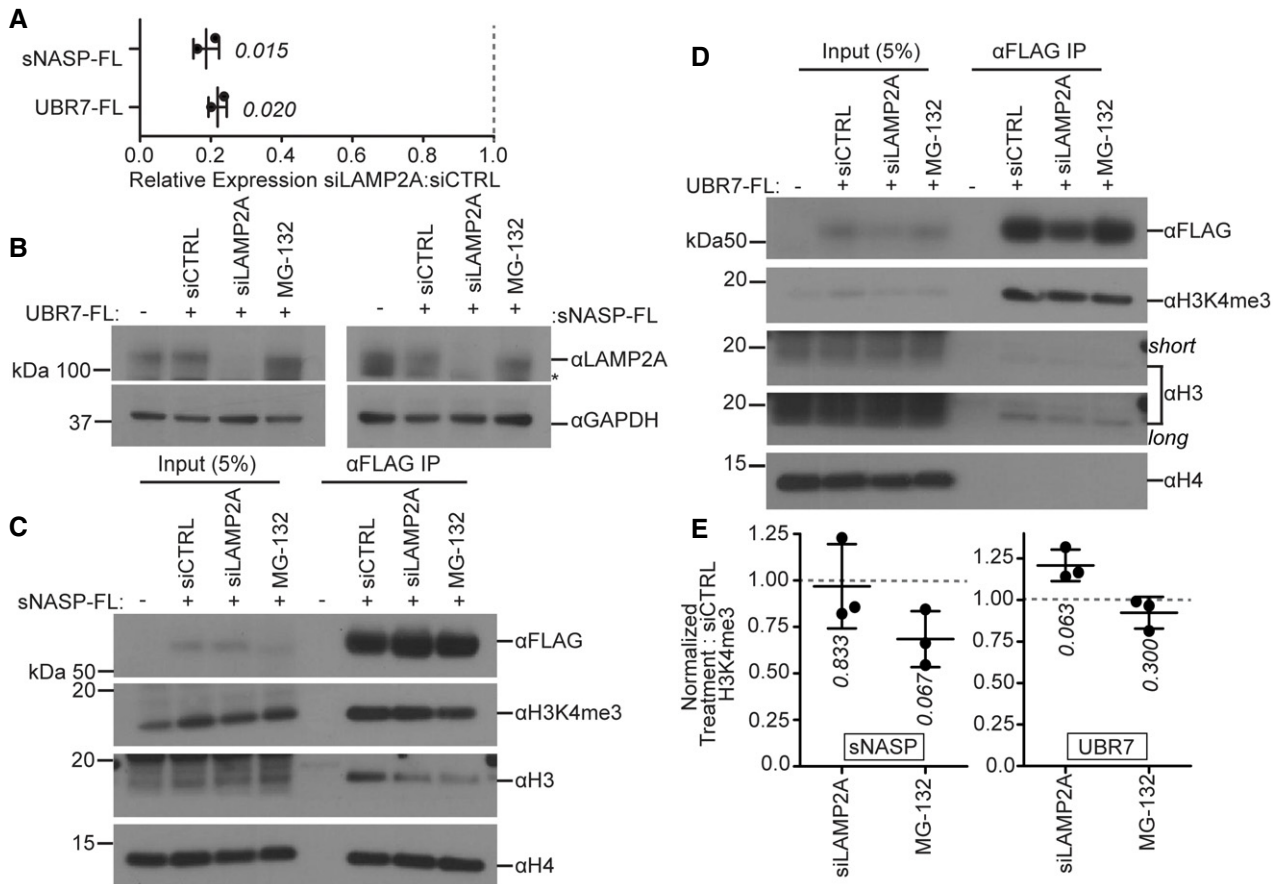 A
sNASP-FL
0.015
UBR7-FL
0.020
0.0 0.2 0.4 0.6 0.8 1.0
Relative Expression siLAMP2A:siCTRL
B
siCTRL siLAMP2A MG-132 siCTRL siLAMP2A MG-132
UBR7-FL: - + + + - + + + :sNASP-FL
kDa 100 αLAMP2A
*
37 αGAPDH
C
Input (5%) αFLAG IP
siCTRL siLAMP2A MG-132 siCTRL siLAMP2A MG-132
sNASP-FL: - + + + - + + +
αFLAG
kDa 50
20
αH3K4me3
20
αH3
15
αH4
D
Input (5%) αFLAG IP
siCTRL siLAMP2A MG-132 siCTRL siLAMP2A MG-132
UBR7-FL: - + + + - + + +
kDa50 αFLAG
20
αH3K4me3
20 short
αH3
20
long
15
αH4
E
Normalized
Treatment : siCTRL
H3K4me3
1.25
1.00
0.75
0.50
0.25
0.0
0.833
0.067
sNASP
siLAMP2A
MG-132
1.25
1.00
0.75
0.50
0.25
0.0
0.063
0.300
UBR7
siLAMP2A
MG-132